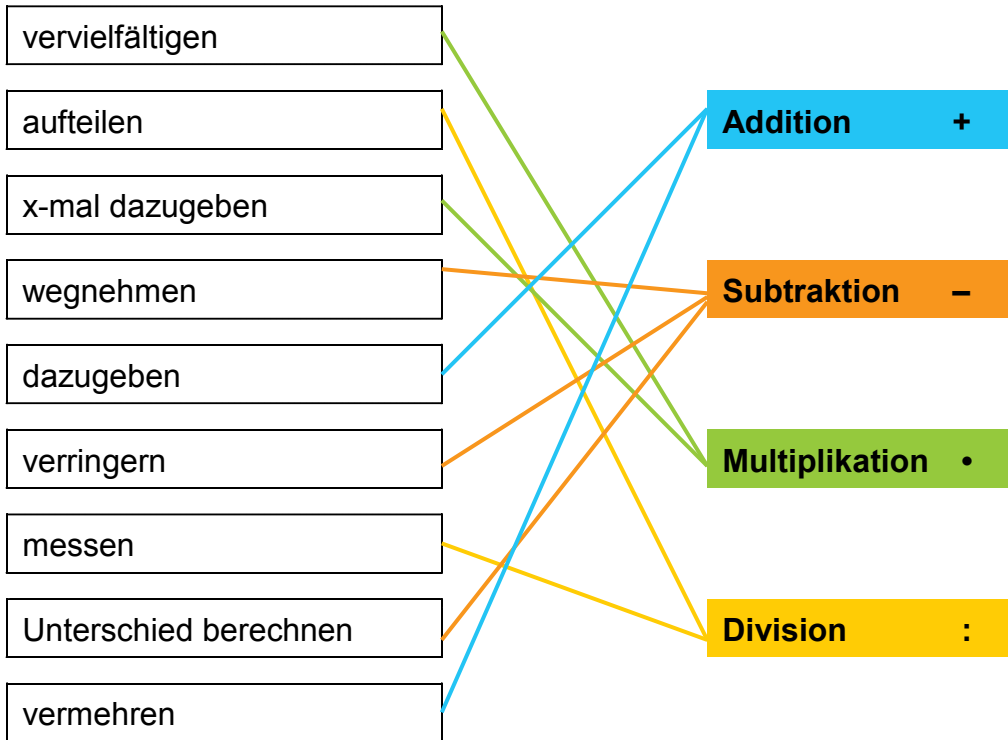 vervielfältigen
aufteilen
x-mal dazugeben
wegnehmen
dazugeben
verringern
messen
Unterschied berechnen
vermehren
Addition +
Subtraktion –
Multiplikation •
Division :